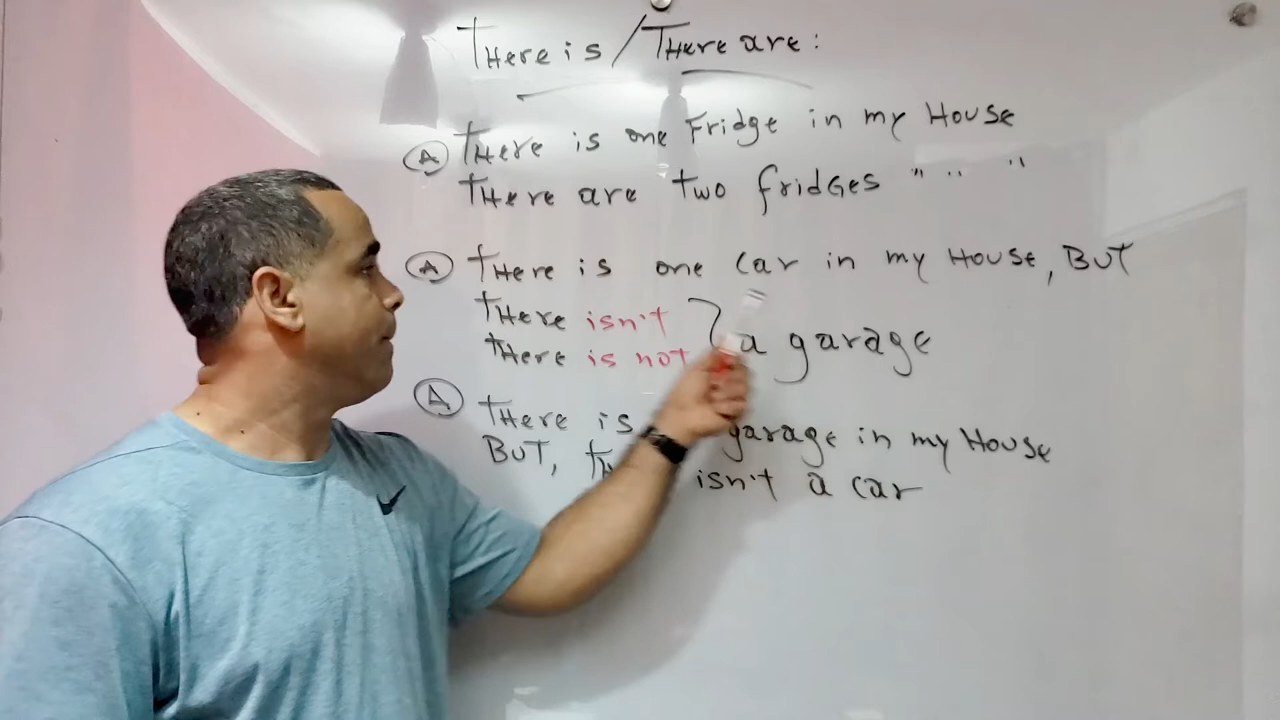 THere is / THere are:
A THere is one Fridge in my House
THere are two fridGes " " "
A THere is one Car in my House, BUT
THere isn't
THere is not
a garage
A THere is garage in my House
BUT, isn't a car